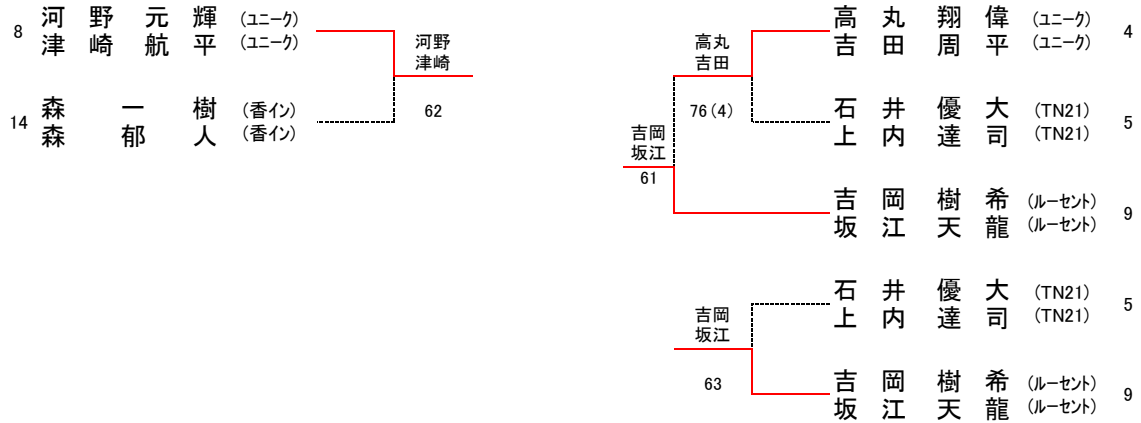 8
河野元輝 (ユニーク)
津崎航平 (ユニーク)
河野
津崎
62
14
森一樹 (香イン)
森郁人 (香イン)
高丸翔偉 (ユニーク)
吉田周平 (ユニーク)
4
高丸
吉田
76(4)
石井優大 (TN21)
上内達司 (TN21)
5
吉岡
坂江
61
吉岡樹希 (ルーセント)
坂江天龍 (ルーセント)
9
石井優大 (TN21)
上内達司 (TN21)
5
吉岡
坂江
63
吉岡樹希 (ルーセント)
坂江天龍 (ルーセント)
9